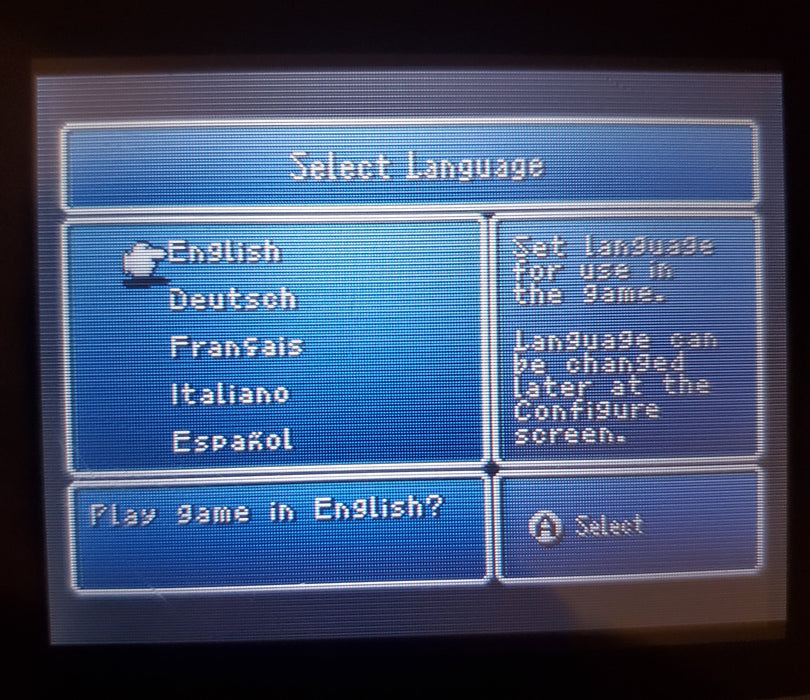 Select Language
English
Deutsch
Français
Italiano
Español
Set language
for use in
the game.
Language can
be changed
later at the
Configure
screen.
Play game in English?
A Select